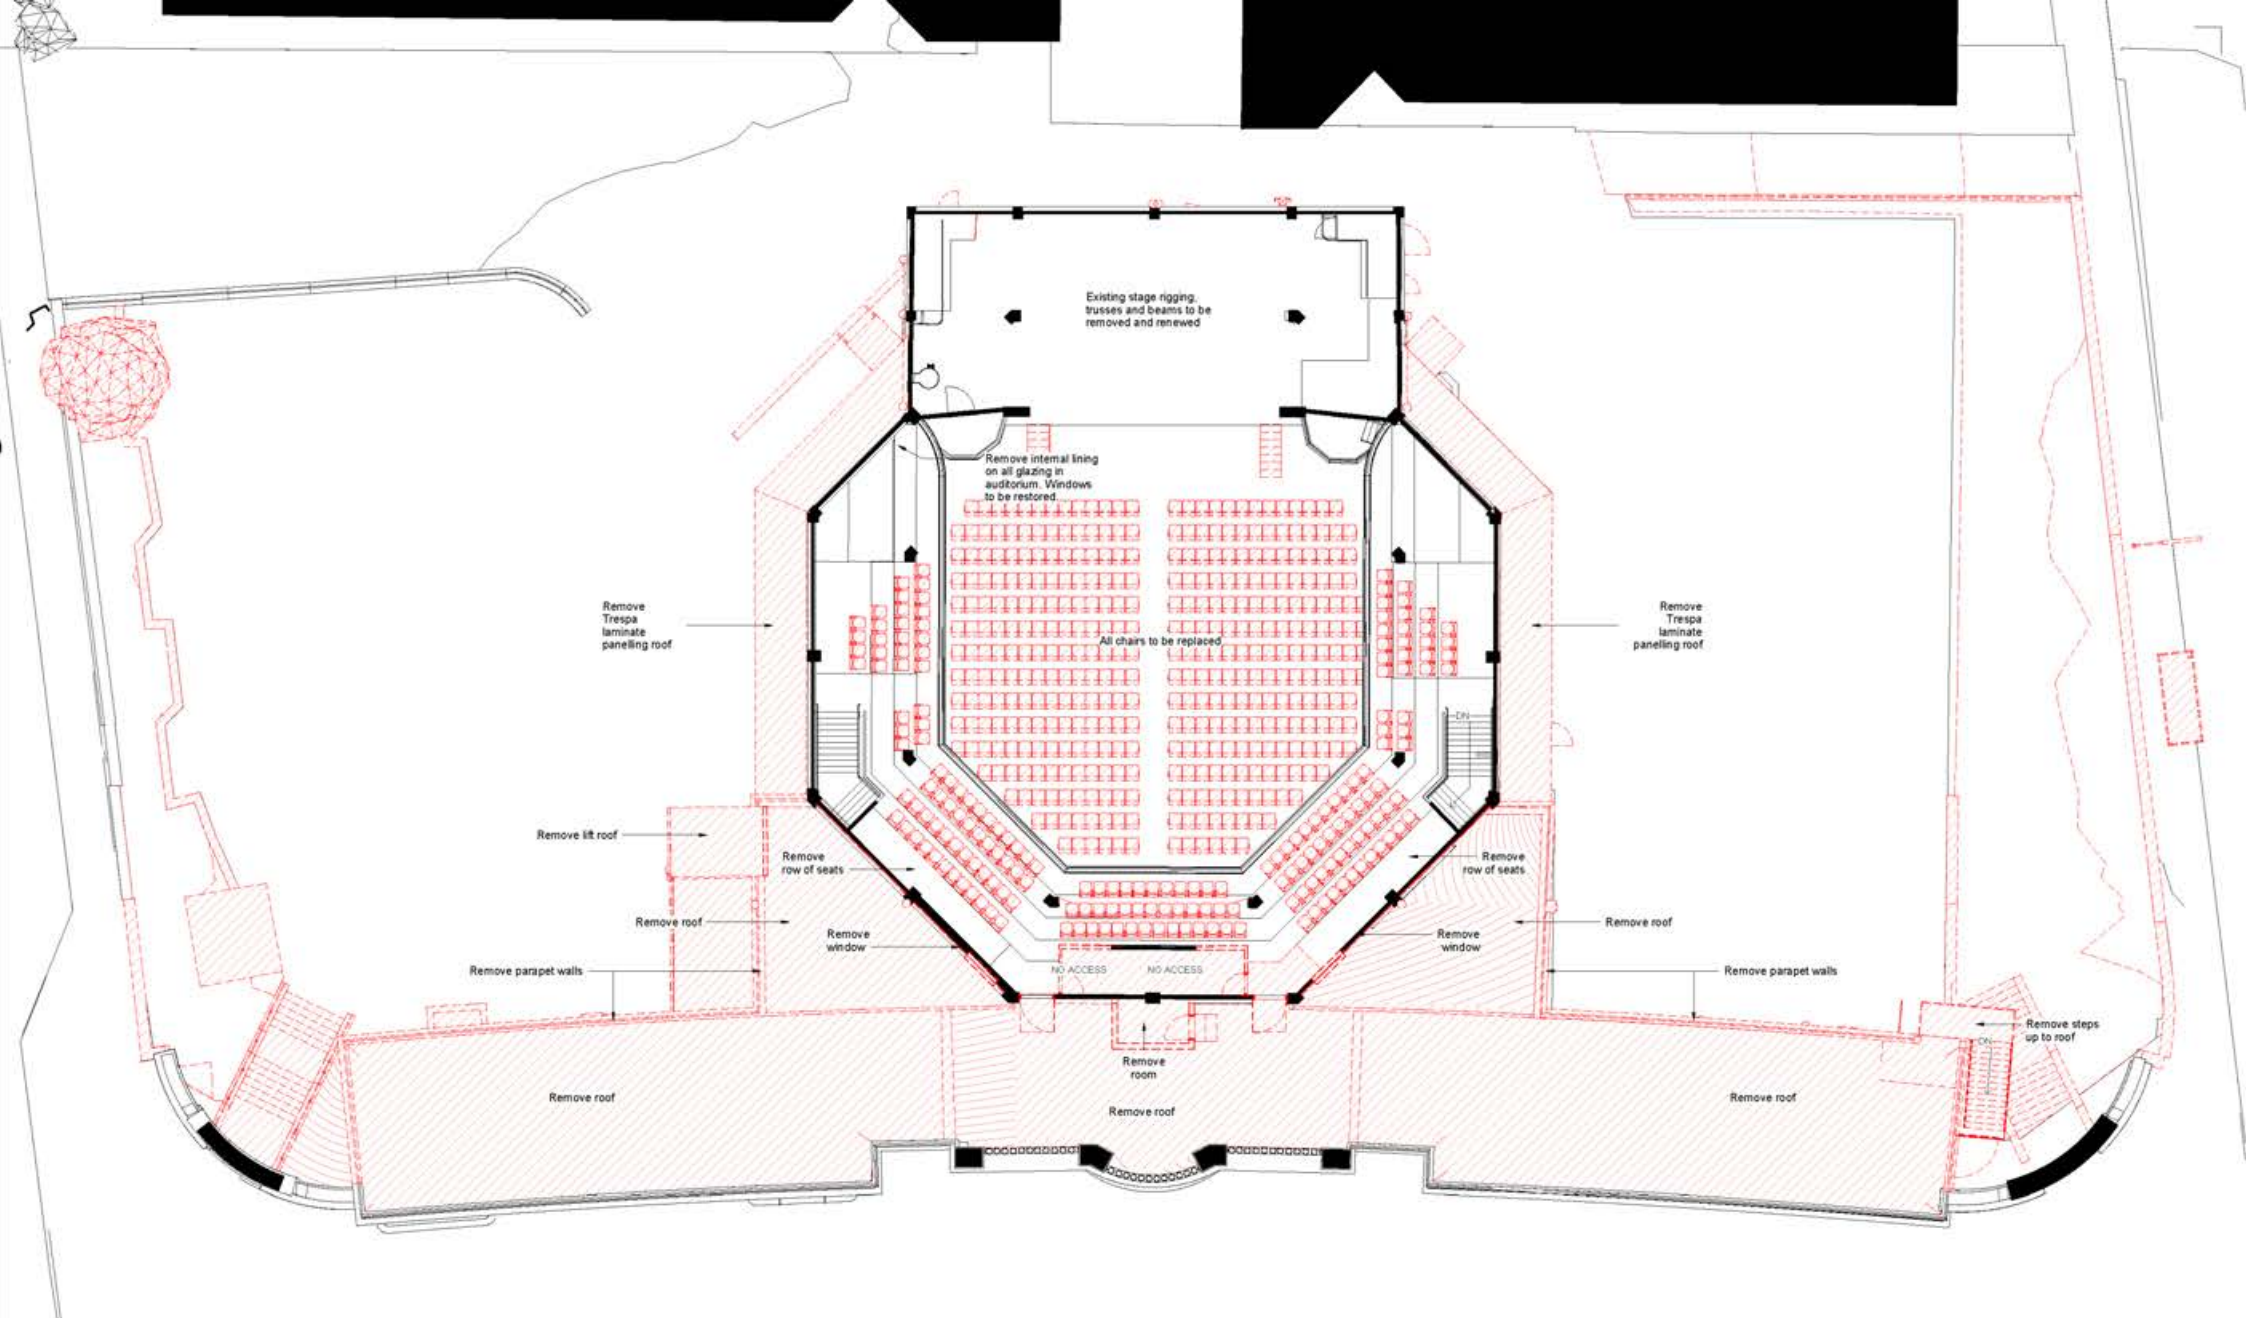 Existing stage rigging,
trusses and beams to be
removed and renewed
Remove internal lining
on all glazing in
auditorium. Windows
to be restored
Remove
Trespa
laminate
panelling roof
All chairs to be replaced
Remove
Trespa
laminate
panelling roof
DN
Remove lift roof
Remove
row of seats
Remove
row of seats
Remove roof
Remove
window
Remove
window
Remove roof
Remove parapet walls
NO ACCESS
NO ACCESS
Remove parapet walls
Remove steps
up to roof
DN
Remove
room
Remove roof
Remove roof
Remove roof